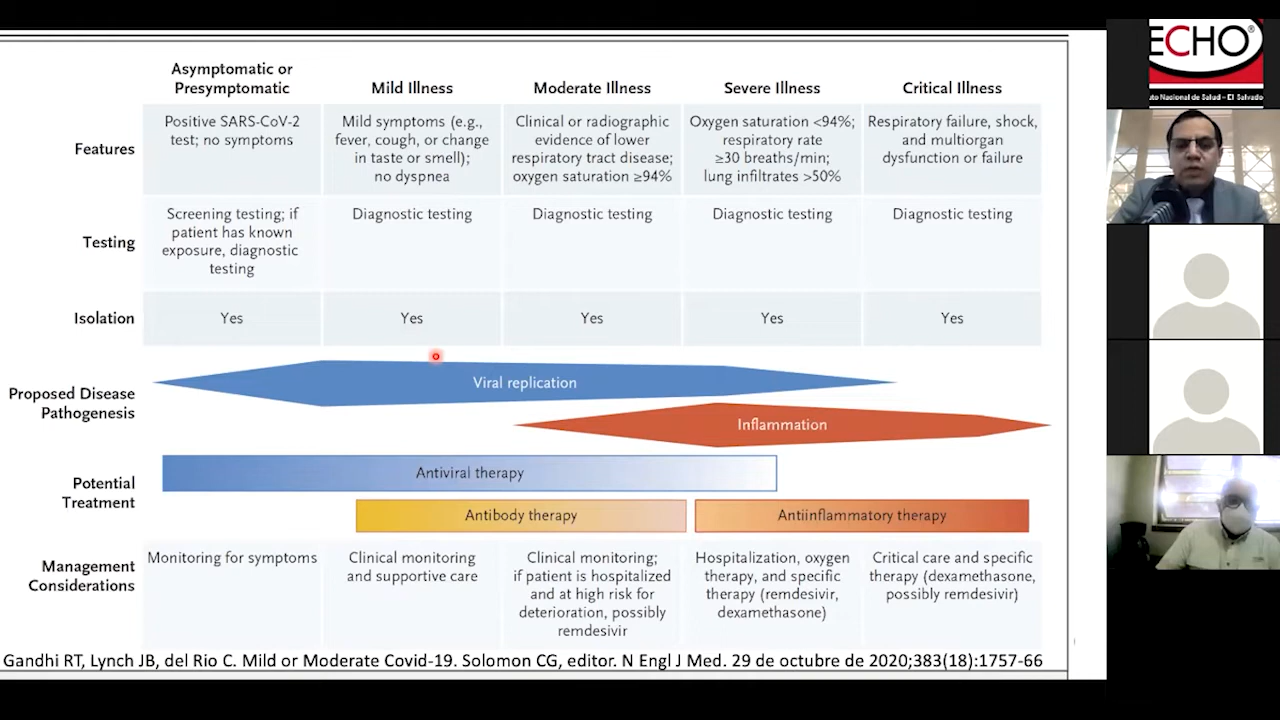 Asymptomatic or
Presymptomatic
Mild Illness
Moderate Illness
Severe Illness
Critical Illness
Features
Positive SARS-CoV-2
test; no symptoms
Mild symptoms (e.g.,
fever, cough, or change
in taste or smell);
no dyspnea
Clinical or radiographic
evidence of lower
respiratory tract disease;
oxygen saturation ≥94%
Oxygen saturation <94%;
respiratory rate
≥30 breaths/min;
lung infiltrates >50%
Respiratory failure, shock,
and multiorgan
dysfunction or failure
Testing
Screening testing; if
patient has known
exposure, diagnostic
testing
Diagnostic testing
Diagnostic testing
Diagnostic testing
Diagnostic testing
Isolation
Yes
Yes
Yes
Yes
Yes
Proposed Disease
Pathogenesis
Viral replication
Inflammation
Potential
Treatment
Antiviral therapy
Antibody therapy
Antiinflammatory therapy
Management
Considerations
Monitoring for symptoms
Clinical monitoring
and supportive care
Clinical monitoring;
if patient is hospitalized
and at high risk for
deterioration, possibly
remdesivir
Hospitalization, oxygen
therapy, and specific
therapy (remdesivir,
dexamethasone)
Critical care and specific
therapy (dexamethasone,
possibly remdesivir)
Gandhi RT, Lynch JB, del Rio C. Mild or Moderate Covid-19. Solomon CG, editor. N Engl J Med. 29 de octubre de 2020;383(18):1757-66
ECHO®
uto Nacional de Salud – El Salvado